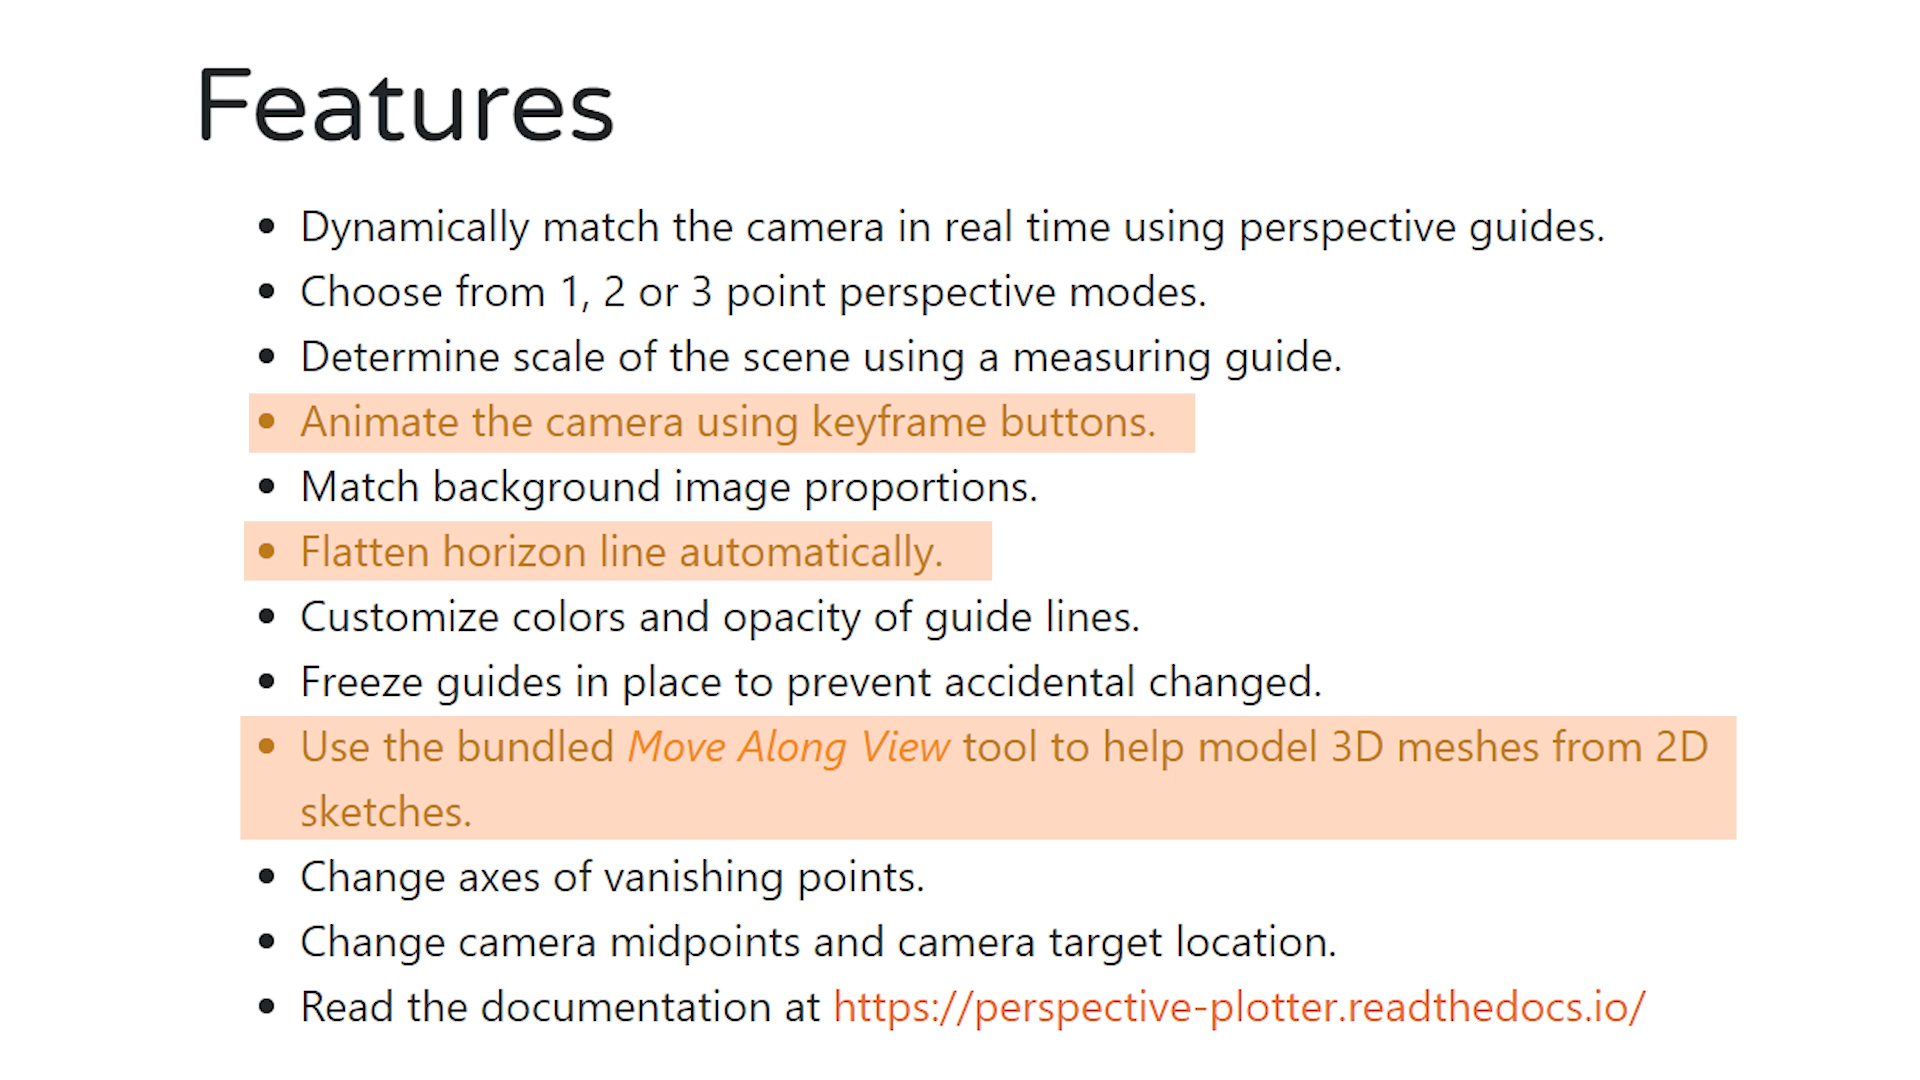 Features
• Dynamically match the camera in real time using perspective guides.
• Choose from 1, 2 or 3 point perspective modes.
• Determine scale of the scene using a measuring guide.
• Animate the camera using keyframe buttons.
• Match background image proportions.
• Flatten horizon line automatically.
• Customize colors and opacity of guide lines.
• Freeze guides in place to prevent accidental changed.
• Use the bundled Move Along View tool to help model 3D meshes from 2D
sketches.
• Change axes of vanishing points.
• Change camera midpoints and camera target location.
• Read the documentation at https://perspective-plotter.readthedocs.io/